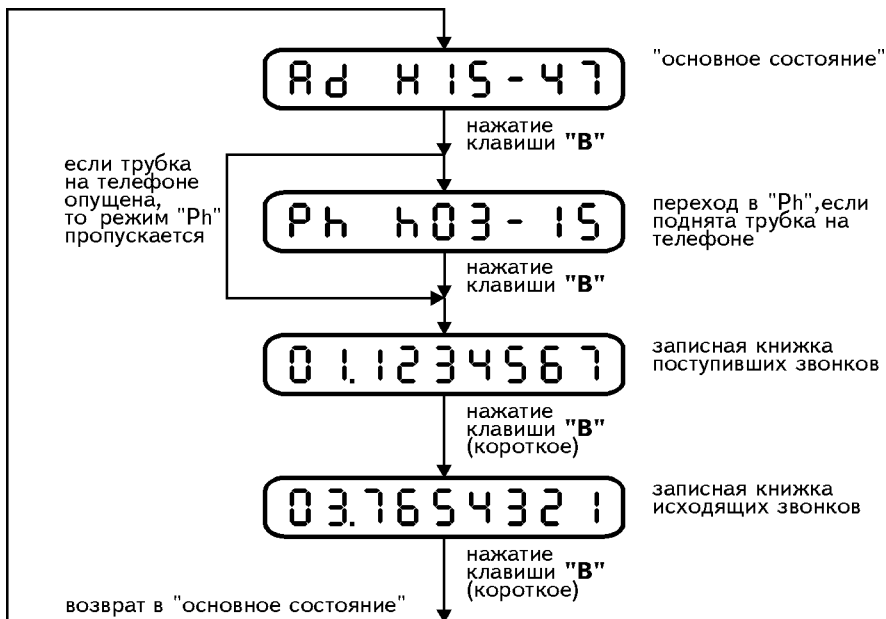 Ad H15-47
"основное состояние"
нажатие
клавиши "В"
если трубка
на телефоне
опущена,
то режим "Ph"
пропускается
Ph h03-15
переход в "Ph",если
поднята трубка на
телефоне
нажатие
клавиши "В"
01.1234567
записная книжка
поступивших звонков
нажатие
клавиши "В"
(короткое)
03.7654321
записная книжка
исходящих звонков
нажатие
клавиши "В"
(короткое)
возврат в "основное состояние"